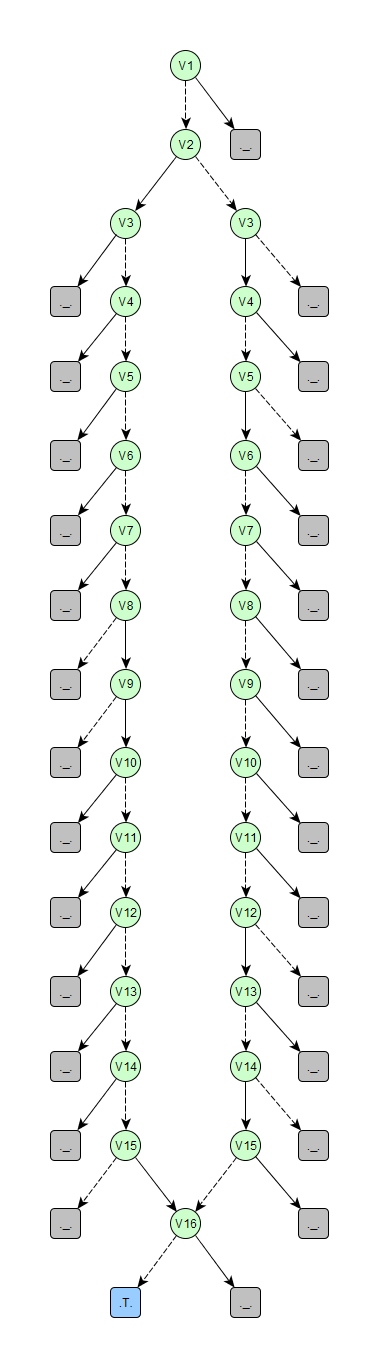 V1
V2 ._.
V3 V3
._. V4 V4 ._.
._. V5 V5 ._.
._. V6 V6 ._.
._. V7 V7 ._.
._. V8 V8 ._.
._. V9 V9 ._.
._. V10 V10 ._.
._. V11 V11 ._.
._. V12 V12 ._.
._. V13 V13 ._.
._. V14 V14 ._.
._. V15 V15 ._.
._. V16 ._.
.T. ._.